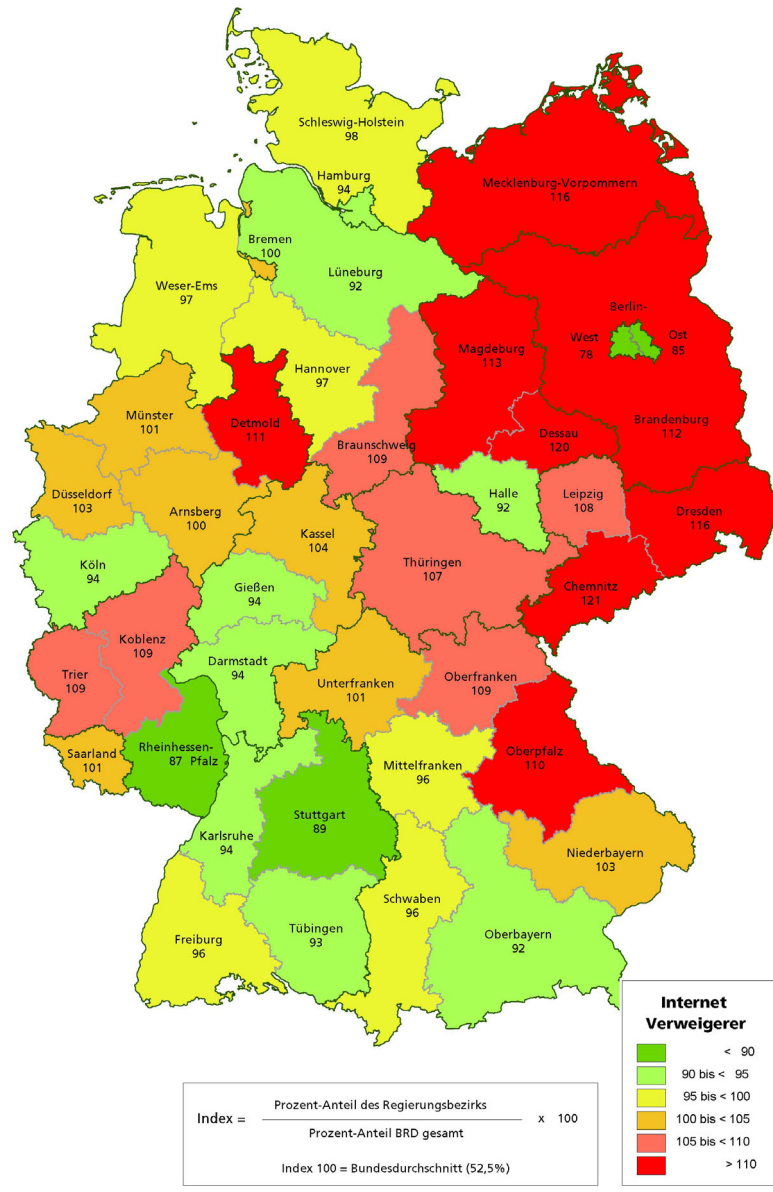 Schleswig-Holstein
98
Hamburg
94
Mecklenburg-Vorpommern
116
Bremen
100
Lüneburg
92
Weser-Ems
97
Berlin-
West
78
Ost
85
Magdeburg
113
Hannover
97
Münster
101
Detmold
111
Brandenburg
112
Braunschweig
109
Dessau
120
Düsseldorf
103
Arnsberg
100
Halle
92
Leipzig
108
Dresden
116
Kassel
104
Köln
94
Thüringen
107
Gießen
94
Chemnitz
121
Koblenz
109
Trier
109
Darmstadt
94
Unterfranken
101
Oberfranken
109
Saarland
101
Rheinhessen-
87 Pfalz
Mittelfranken
96
Oberpfalz
110
Stuttgart
89
Karlsruhe
94
Niederbayern
103
Schwaben
96
Freiburg
96
Tübingen
93
Oberbayern
92
Internet
Verweigerer
< 90
90 bis < 95
95 bis < 100
100 bis < 105
105 bis < 110
> 110
Prozent-Anteil des Regierungsbezirks
Index = x 100
Prozent-Anteil BRD gesamt
Index 100 = Bundesdurchschnitt (52,5%)